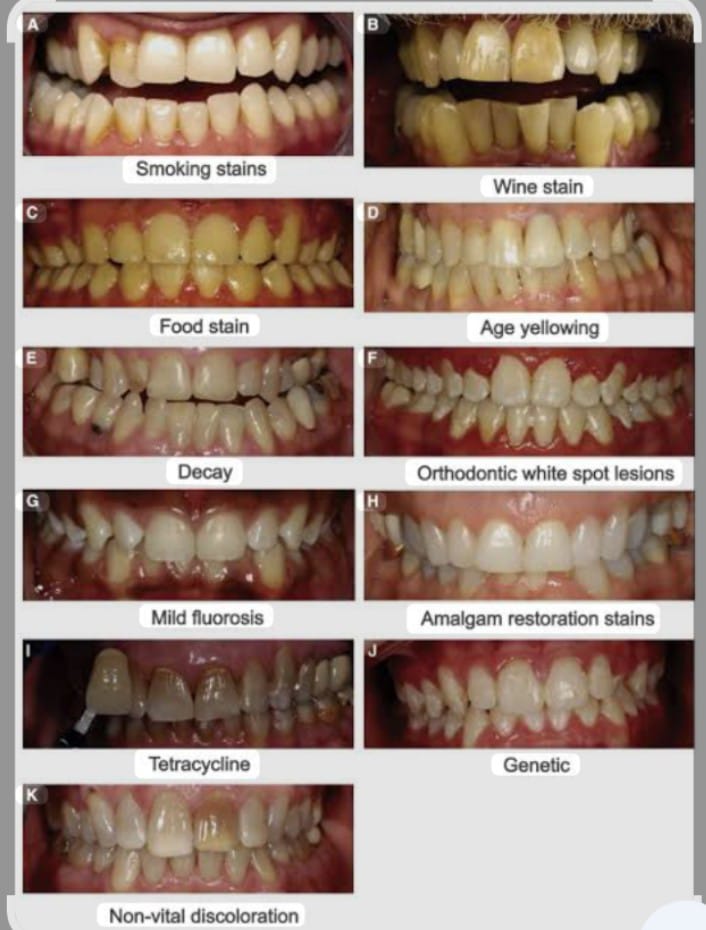 A
B
Smoking stains
Wine stain
C
D
Food stain
Age yellowing
E
F
Decay
Orthodontic white spot lesions
G
H
Mild fluorosis
Amalgam restoration stains
I
J
Tetracycline
Genetic
K
Non-vital discoloration